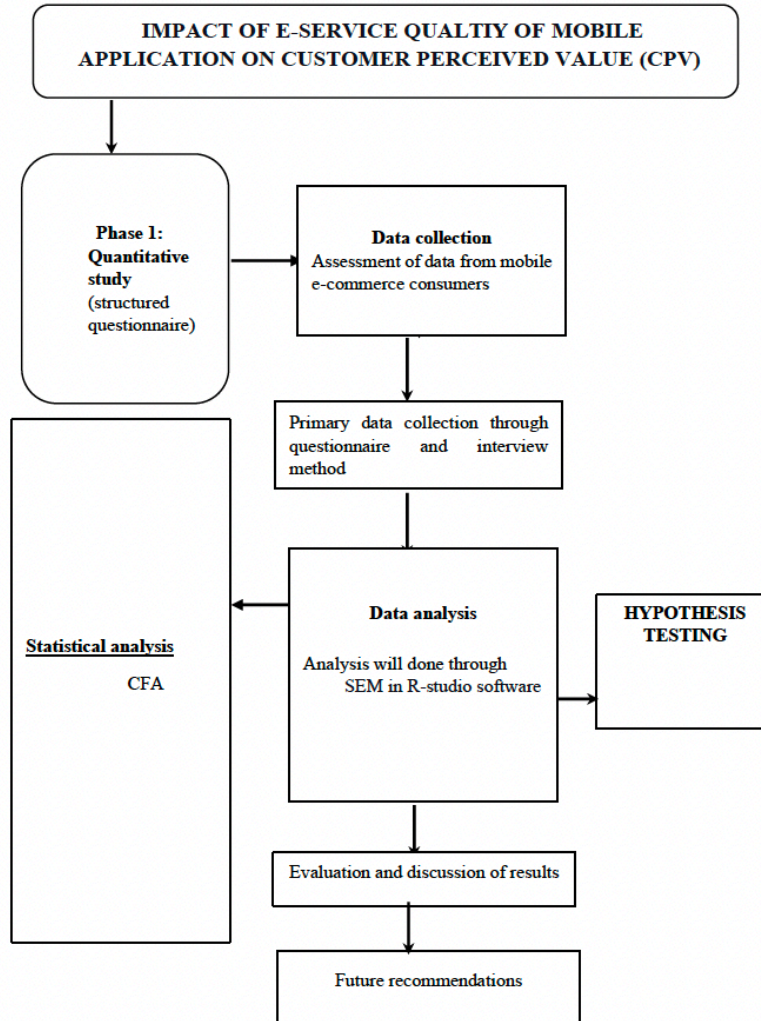 IMPACT OF E-SERVICE QUALTIY OF MOBILE
APPLICATION ON CUSTOMER PERCEIVED VALUE (CPV)
Phase 1:
Quantitative
study
(structured
questionnaire)
Data collection
Assessment of data from mobile
e-commerce consumers
Primary data collection through
questionnaire and interview
method
Data analysis
Analysis will done through
SEM in R-studio software
HYPOTHESIS
TESTING
Statistical analysis
CFA
Evaluation and discussion of results
Future recommendations